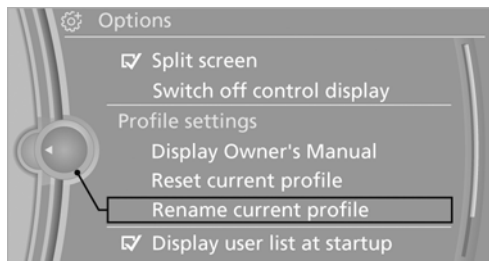 Options
Split screen
Switch off control display
Profile settings
Display Owner's Manual
Reset current profile
Rename current profile
Display user list at startup